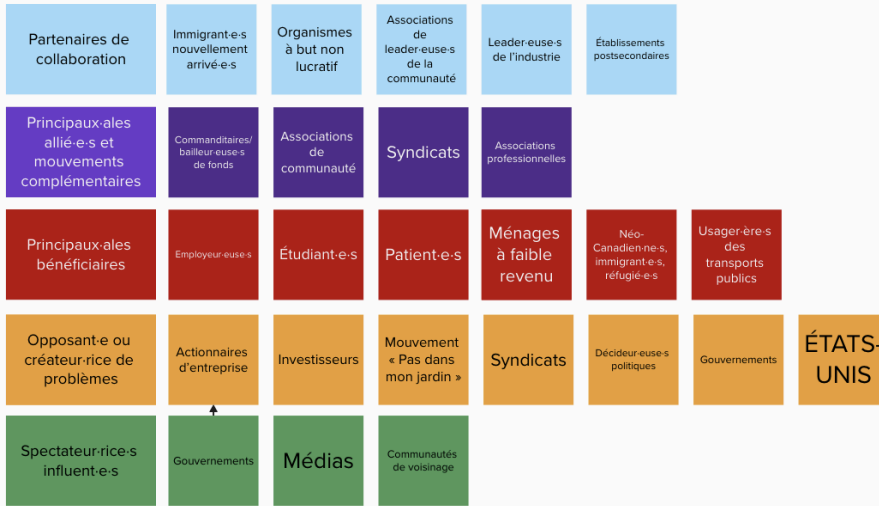 Partenaires de
collaboration
Immigrant·e·s
nouvellement
arrivé·e·s
Organismes
à but non
lucratif
Associations
de
leader·euse·s
de la
communauté
Leader·euse·s
de l'industrie
Établissements
postsecondaires
Principaux·ales
allié·e·s et
mouvements
complémentaires
Commanditaires/
bailleur·euse·s
de fonds
Associations
de
communauté
Syndicats
Associations
professionnelles
Principaux·ales
bénéficiaires
Employeur·euse·s
Étudiant·e·s
Patient·e·s
Ménages
à faible
revenu
Néo-
Canadien·ne·s,
immigrant·e·s,
réfugié·e·s
Usager·ère·s
des
transports
publics
Opposant·e ou
créateur·rice de
problèmes
Actionnaires
d'entreprise
Investisseurs
Mouvement
« Pas dans
mon jardin »
Syndicats
Décideur·euse·s
politiques
Gouvernements
ÉTATS-
UNIS
Spectateur·rice·s
influent·e·s
Gouvernements
Médias
Communautés
de voisinage